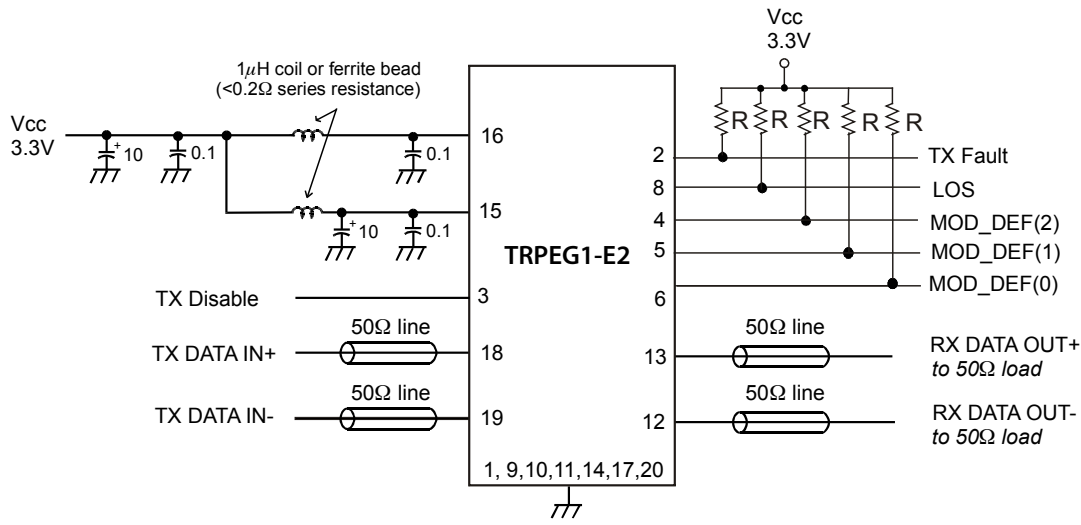 1μH coil or ferrite bead
(<0.2Ω series resistance)
Vcc
3.3V
+
10
0.1
0.1
16
+
10
0.1
15
TX Disable
3
50Ω line
TX DATA IN+
18
50Ω line
TX DATA IN-
19
TRPEG1-E2
1, 9,10,11,14,17,20
Vcc
3.3V
R
R
R
R
R
2
TX Fault
8
LOS
4
MOD_DEF(2)
5
MOD_DEF(1)
6
MOD_DEF(0)
50Ω line
13
RX DATA OUT+
to 50Ω load
50Ω line
12
RX DATA OUT-
to 50Ω load